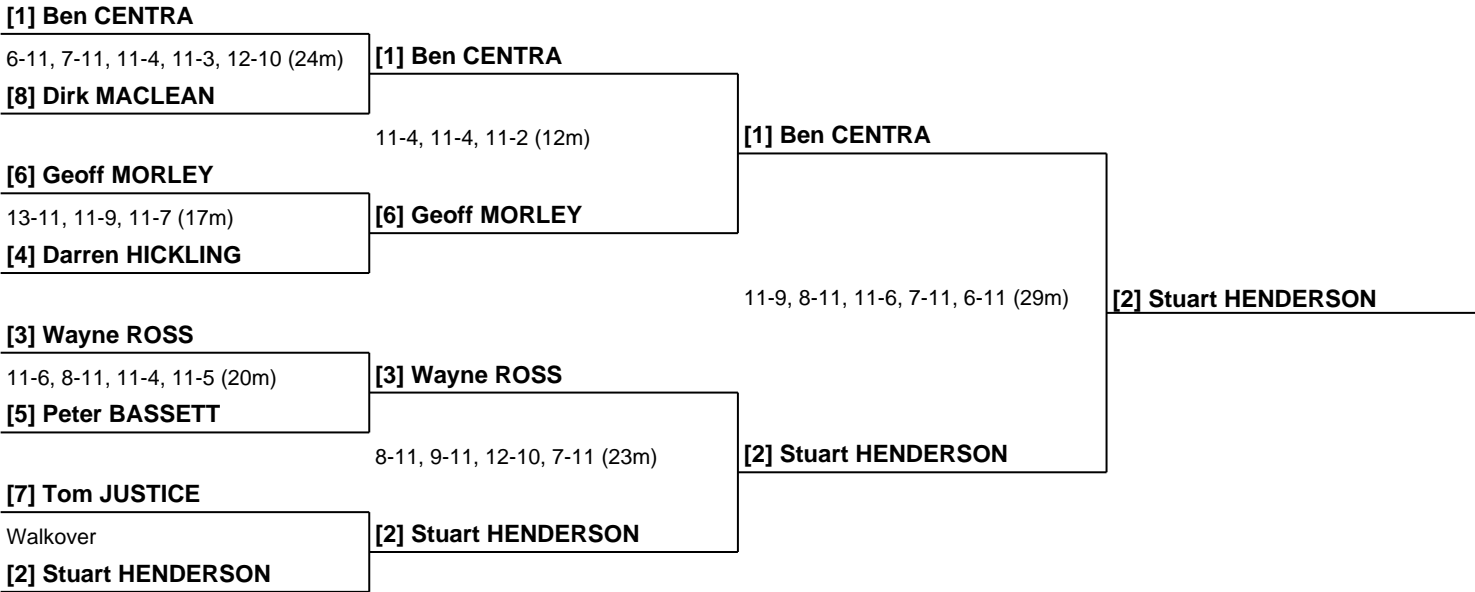 [1] Ben CENTRA
6-11, 7-11, 11-4, 11-3, 12-10 (24m)
[8] Dirk MACLEAN
[1] Ben CENTRA
11-4, 11-4, 11-2 (12m)
[6] Geoff MORLEY
13-11, 11-9, 11-7 (17m)
[4] Darren HICKLING
[6] Geoff MORLEY
[1] Ben CENTRA
11-9, 8-11, 11-6, 7-11, 6-11 (29m)
[2] Stuart HENDERSON
[3] Wayne ROSS
11-6, 8-11, 11-4, 11-5 (20m)
[5] Peter BASSETT
[3] Wayne ROSS
8-11, 9-11, 12-10, 7-11 (23m)
[2] Stuart HENDERSON
[7] Tom JUSTICE
Walkover
[2] Stuart HENDERSON
[2] Stuart HENDERSON